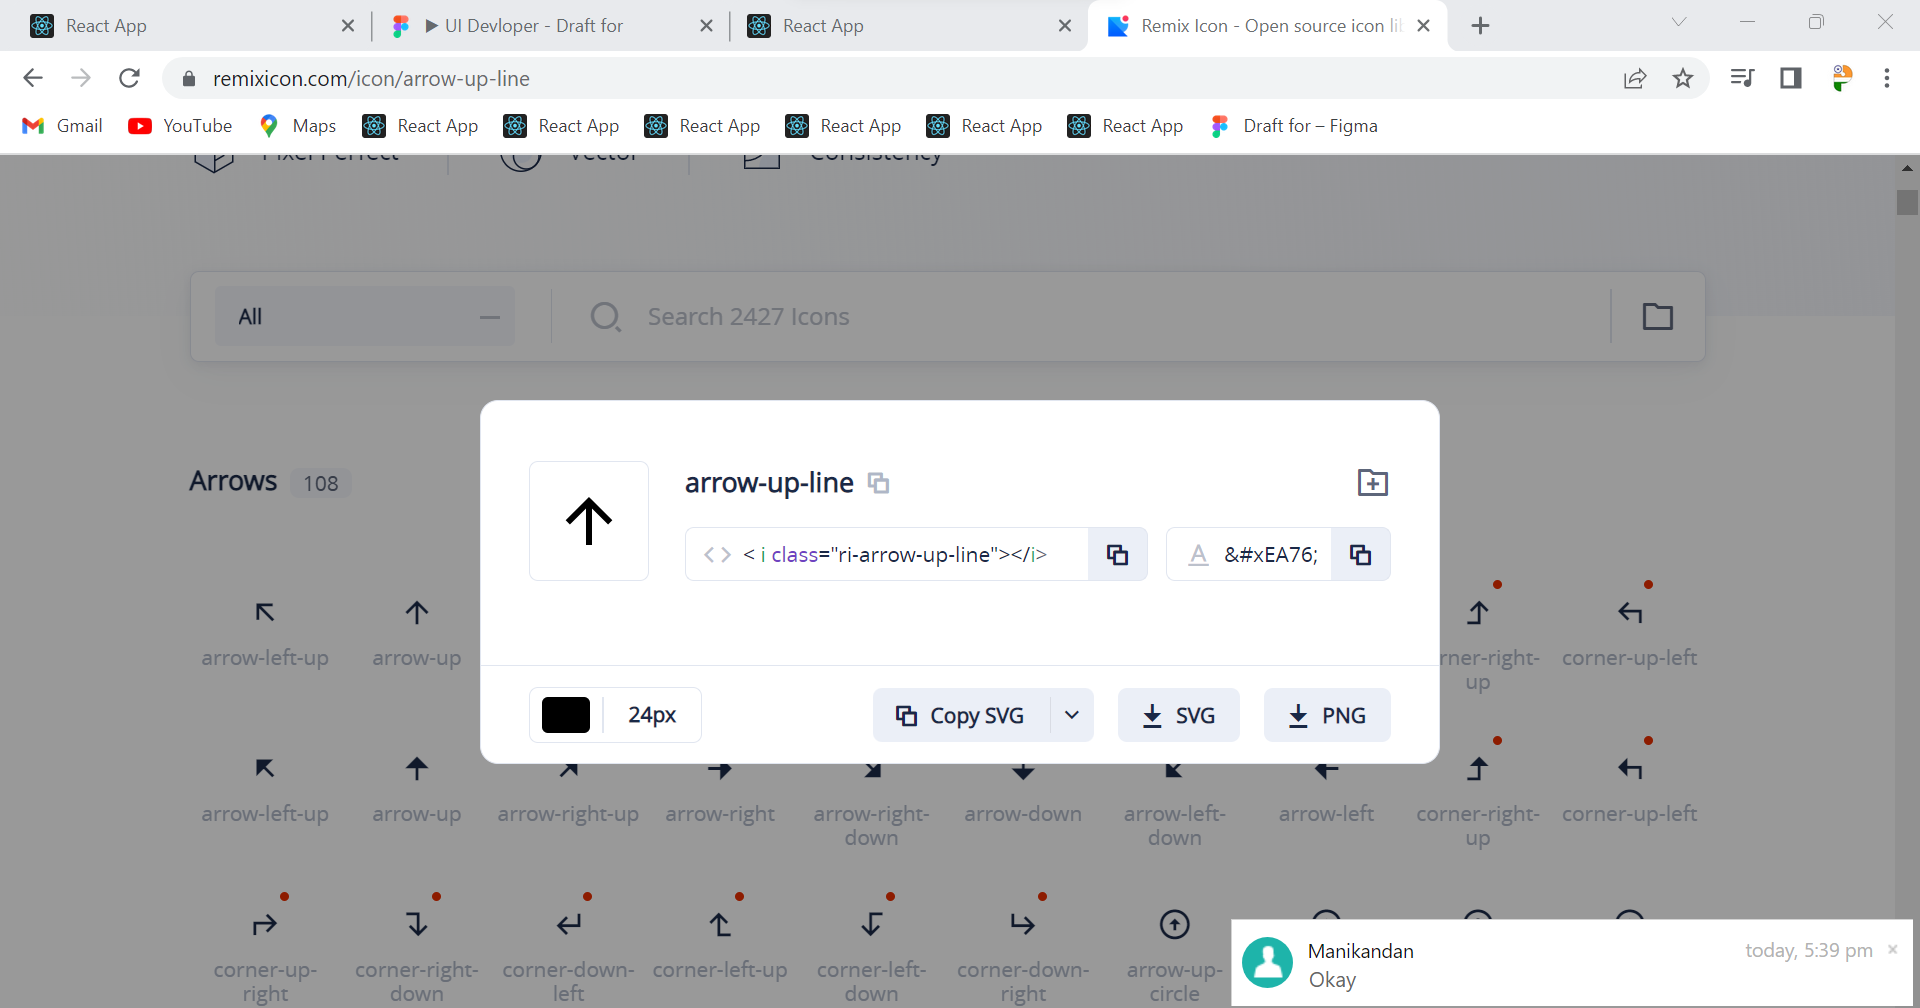 React App
▶ UI Devloper - Draft for
React App
Remix Icon - Open source icon li
remixicon.com/icon/arrow-up-line
Gmail
YouTube
Maps
React App
React App
React App
React App
React App
React App
Draft for – Figma
Pixel Perfect
Vector
Consistency
All
Search 2427 Icons
Arrows 108
arrow-up-line
< i class="ri-arrow-up-line"></i>
&#xEA76;
24px
Copy SVG
SVG
PNG
arrow-left-up
arrow-up
rner-right-
up
corner-up-left
arrow-left-up
arrow-up
arrow-right-up
arrow-right
arrow-right-
down
arrow-down
arrow-left-
down
arrow-left
corner-right-
up
corner-up-left
corner-up-
right
corner-right-
down
corner-down-
left
corner-left-up
corner-left-
down
corner-down-
right
arrow-up-
circle
Manikandan
today, 5:39 pm
Okay